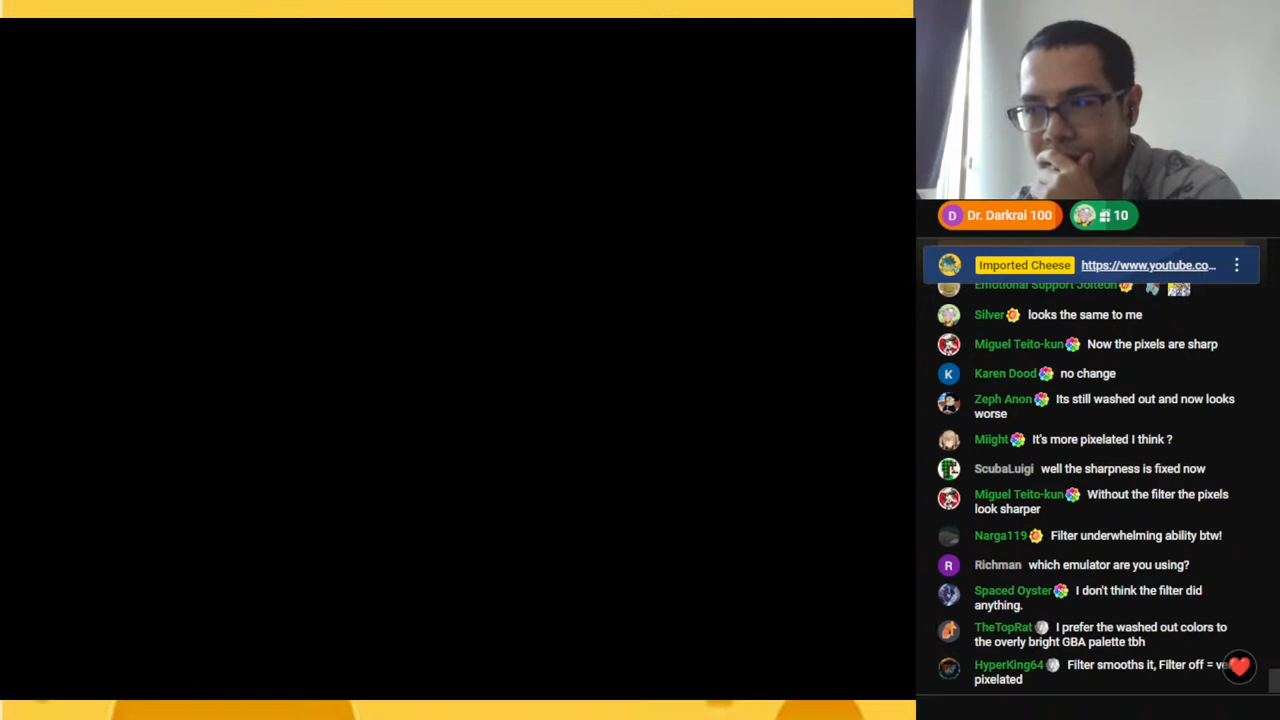 D Dr. Darkrai 100
10
Imported Cheese https://www.youtube.co...
Emotional Support Jolteon
Silver looks the same to me
Miguel Teito-kun Now the pixels are sharp
K Karen Dood no change
Zeph Anon Its still washed out and now looks
worse
Miight It's more pixelated I think ?
ScubaLuigi well the sharpness is fixed now
Miguel Teito-kun Without the filter the pixels
look sharper
Narga119 Filter underwhelming ability btw!
R Richman which emulator are you using?
Spaced Oyster I don't think the filter did
anything.
TheTopRat I prefer the washed out colors to
the overly bright GBA palette tbh
HyperKing64 Filter smooths it, Filter off =
pixelated